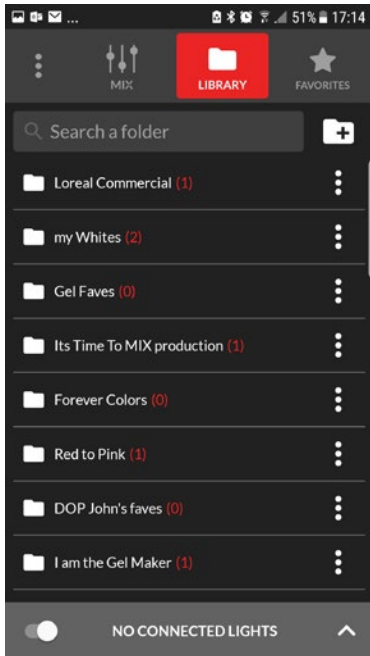 ... 51% 17:14
MIX LIBRARY FAVORITES
Search a folder
Loreal Commercial (1)
my Whites (2)
Gel Faves (0)
Its Time To MIX production (1)
Forever Colors (0)
Red to Pink (1)
DOP John's faves (0)
I am the Gel Maker (1)
NO CONNECTED LIGHTS